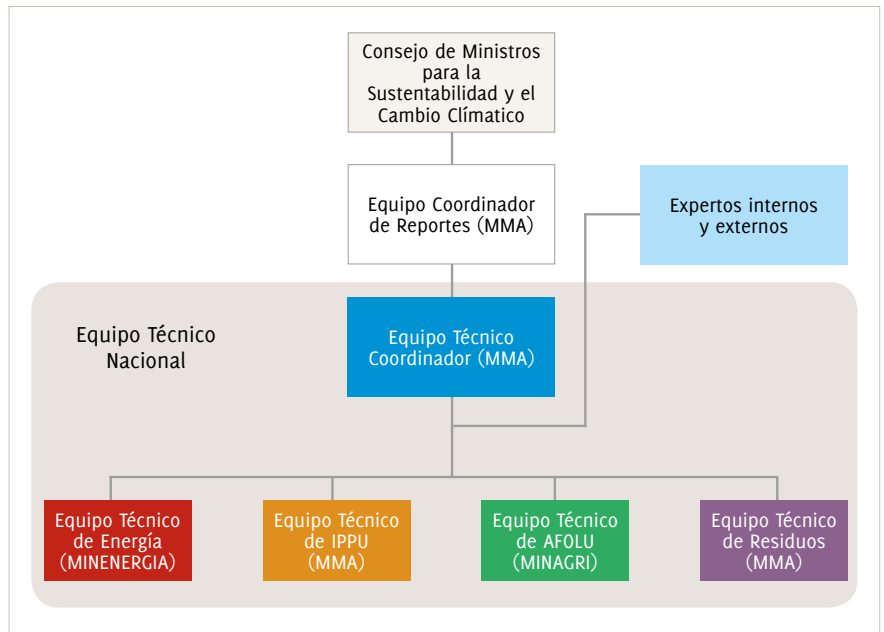 Consejo de Ministros
para la
Sustentabilidad y el
Cambio Clímatico
Equipo Coordinador
de Reportes (MMA)
Expertos internos
y externos
Equipo Técnico
Nacional
Equipo Técnico
Coordinador (MMA)
Equipo Técnico
de Energía
(MINENERGIA)
Equipo Técnico
de IPPU
(MMA)
Equipo Técnico
de AFOLU
(MINAGRI)
Equipo Técnico
de Residuos
(MMA)